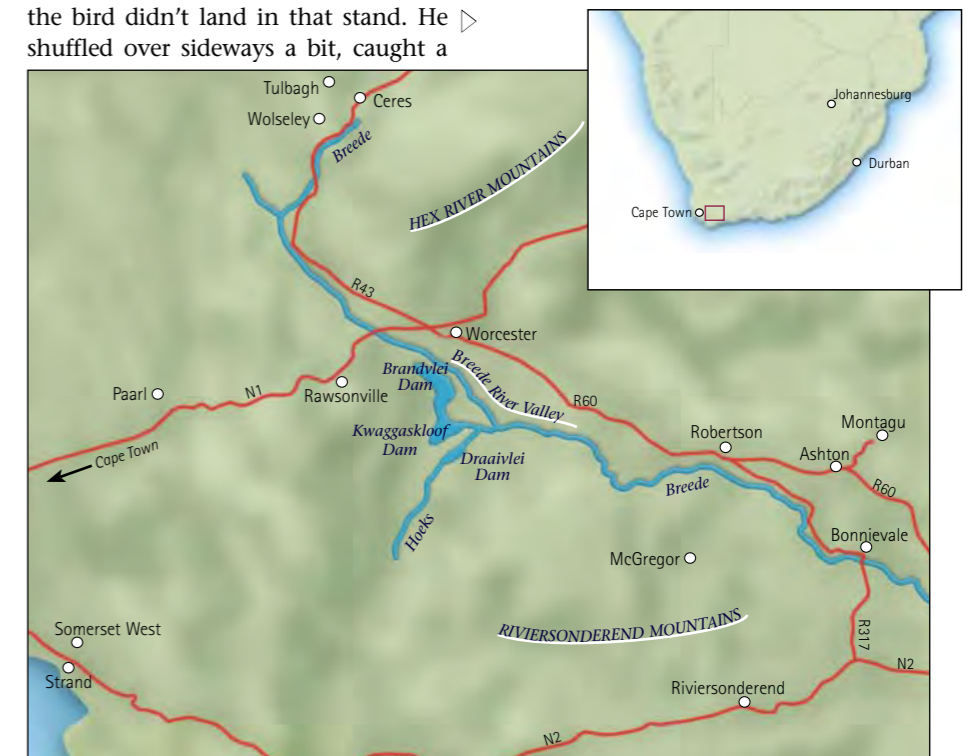 the bird didn't land in that stand. He ▷
shuffled over sideways a bit, caught a
Johannesburg
Durban
Cape Town
Tulbagh
Ceres
Wolseley
Breede
HEX RIVER MOUNTAINS
R43
Worcester
Brandvlei
Dam
Breede River Valley
Paarl
N1
Rawsonville
R60
Kwaggaskloof
Dam
Montagu
Robertson
Ashton
Cape Town
Draaivlei
Dam
R60
Breede
Hoeks
Bonnievale
McGregor
RIVIERSONDEREND MOUNTAINS
R317
Somerset West
Strand
N2
Riviersonderend
N2